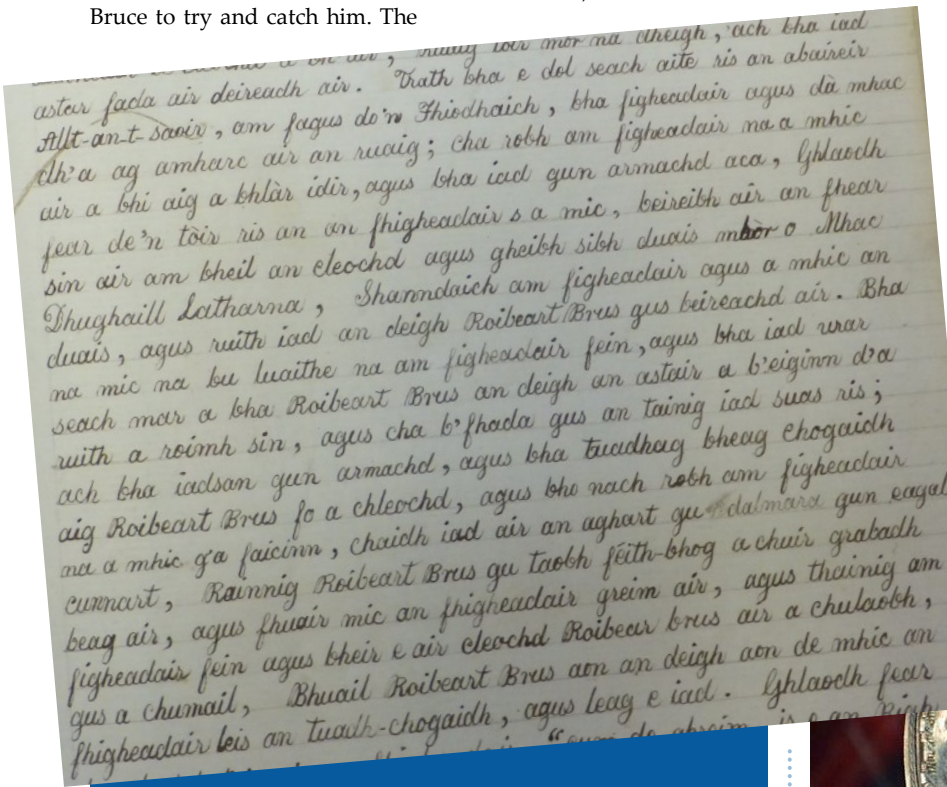 Bruce to try and catch him. The
air, ruaig toir mor na dheigh, ach bha iad
astar fada air deireadh air. Trath bha e dol seach aite ris an abaireir
Allt-an-t-saoir, am fagus do'n Fhiodhaich, bha figheadair agus dà mhac
dh'a ag amharc air an ruaig; cha robh am figheadair na a mhic
air a bhi aig a bhlàr idir, agus bha iad gun armachd aca, Ghlaodh
fear de'n tòir ris an an fhigheadair s a mic, beireibh air an fhear
sin air am bheil an cleochd agus gheibh sibh duais mhòr o Mhac
Dhughaill Latharna, Shanndaich am figheadair agus a mhic an
duais, agus ruith iad an deigh Roibeart Brus gus beireachd air. Bha
na mic na bu luaithe na am figheadair fein, agus bha iad urar
seach mar a bha Roibeart Brus an deigh an astair a b'eiginn d'a
ruith a roimh sin, agus cha b'fhada gus an tainig iad suas ris;
ach bha iadsan gun armachd, agus bha tuadhag bheag chogaidh
aig Roibeart Brus fo a chleochd, agus bho nach robh am figheadair
na a mhic g'a faicinn, chaidh iad air an aghart gu dalmara gun eagal
cunnart, Rainnig Roibeart Brus gu taobh féith-bhog a chuir grabadh
beag air, agus fhuair mic an fhigheadair greim air, agus thainig am
figheadair fein agus bheir e air cleochd Roibear brus air a chulaobh,
gus a chumail, Bhuail Roibeart Brus aon an deigh aon de mhic an
fhigheadair leis an tuadh-chogaidh, agus leag e iad. Ghlaodh fear